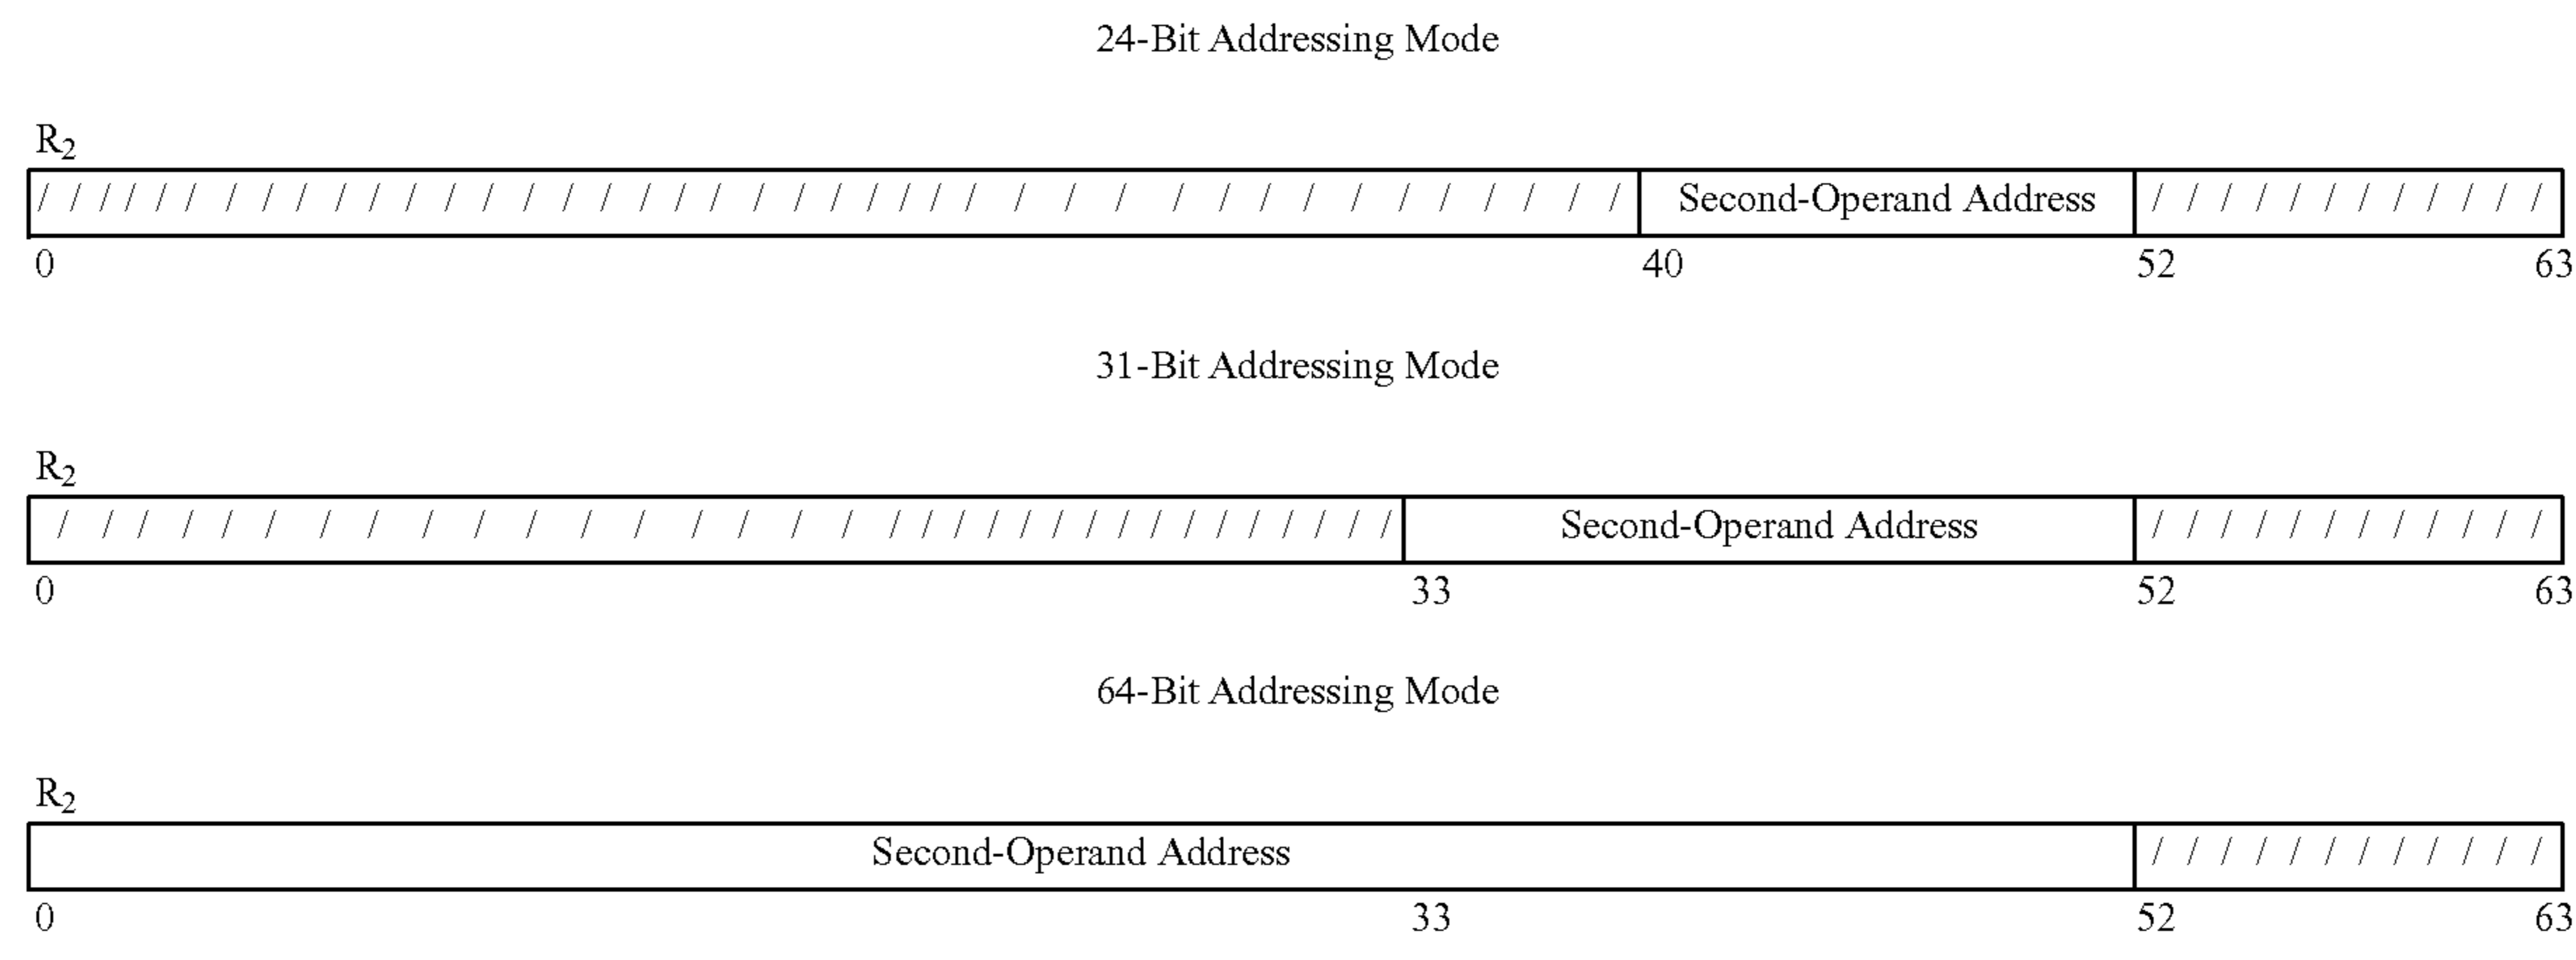 24-Bit Addressing Mode
R₂
/ / / / / / / / / / / / / / / / / / / / / / / / / / / / / / / / / / / / / / / / / Second-Operand Address / / / / / / / / / / / /
0 40 52 63
31-Bit Addressing Mode
R₂
/ / / / / / / / / / / / / / / / / / / / / / / / / / / / / / / / Second-Operand Address / / / / / / / / / / / /
0 33 52 63
64-Bit Addressing Mode
R₂
Second-Operand Address / / / / / / / / / / / /
0 33 52 63